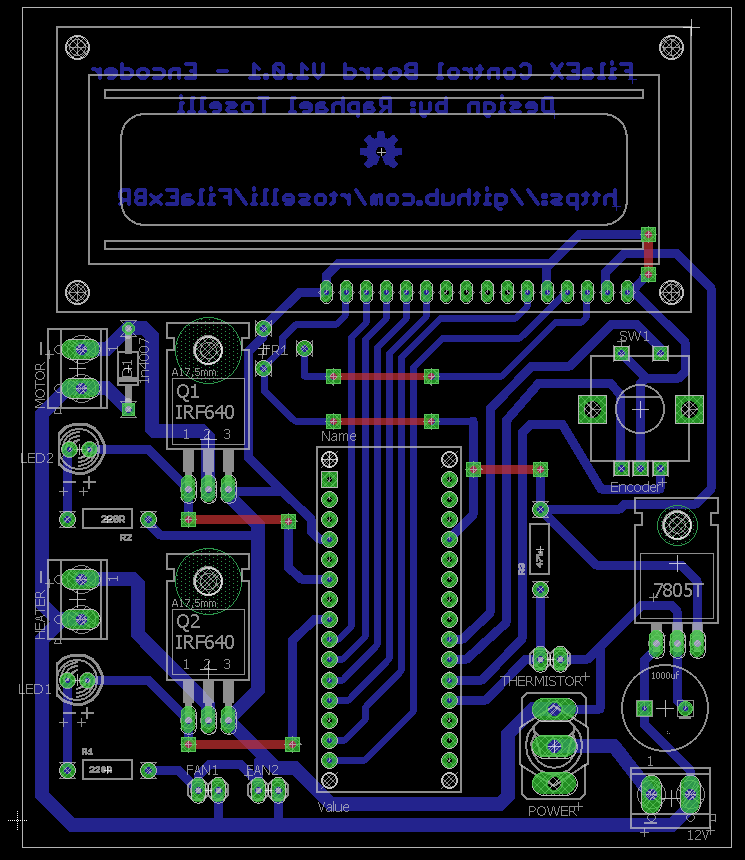 FilaEX Control Board V1.0.1 - Encoder
Design by: Raphael Toselli
https://github.com/rtoselli/FilaExBR
MOTOR
1
D1
1n4007
A17,5mm
Q1
IRF640
1 2 3
TR1
SW1
Name
LED2
Encoder
220R
R2
R3
47K
7805T
HEATER
1
A17,5mm
Q2
IRF640
1 2 3
THERMISTOR
LED1
1000uf
R1
220R
FAN1 FAN2
1
Value
POWER
12V